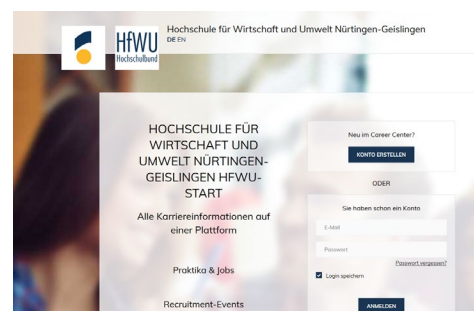 HfWU
Hochschulbund
Hochschule für Wirtschaft und Umwelt Nürtingen-Geislingen
DE EN
HOCHSCHULE FÜR
WIRTSCHAFT UND
UMWELT NÜRTINGEN-
GEISLINGEN HFWU-
START
Alle Karriereinformationen auf
einer Plattform
Praktika & Jobs
Recruitment-Events
Neu im Career Center?
KONTO ERSTELLEN
ODER
Sie haben schon ein Konto
E-Mail
Passwort
Passwort vergessen?
Login speichern
ANMELDEN